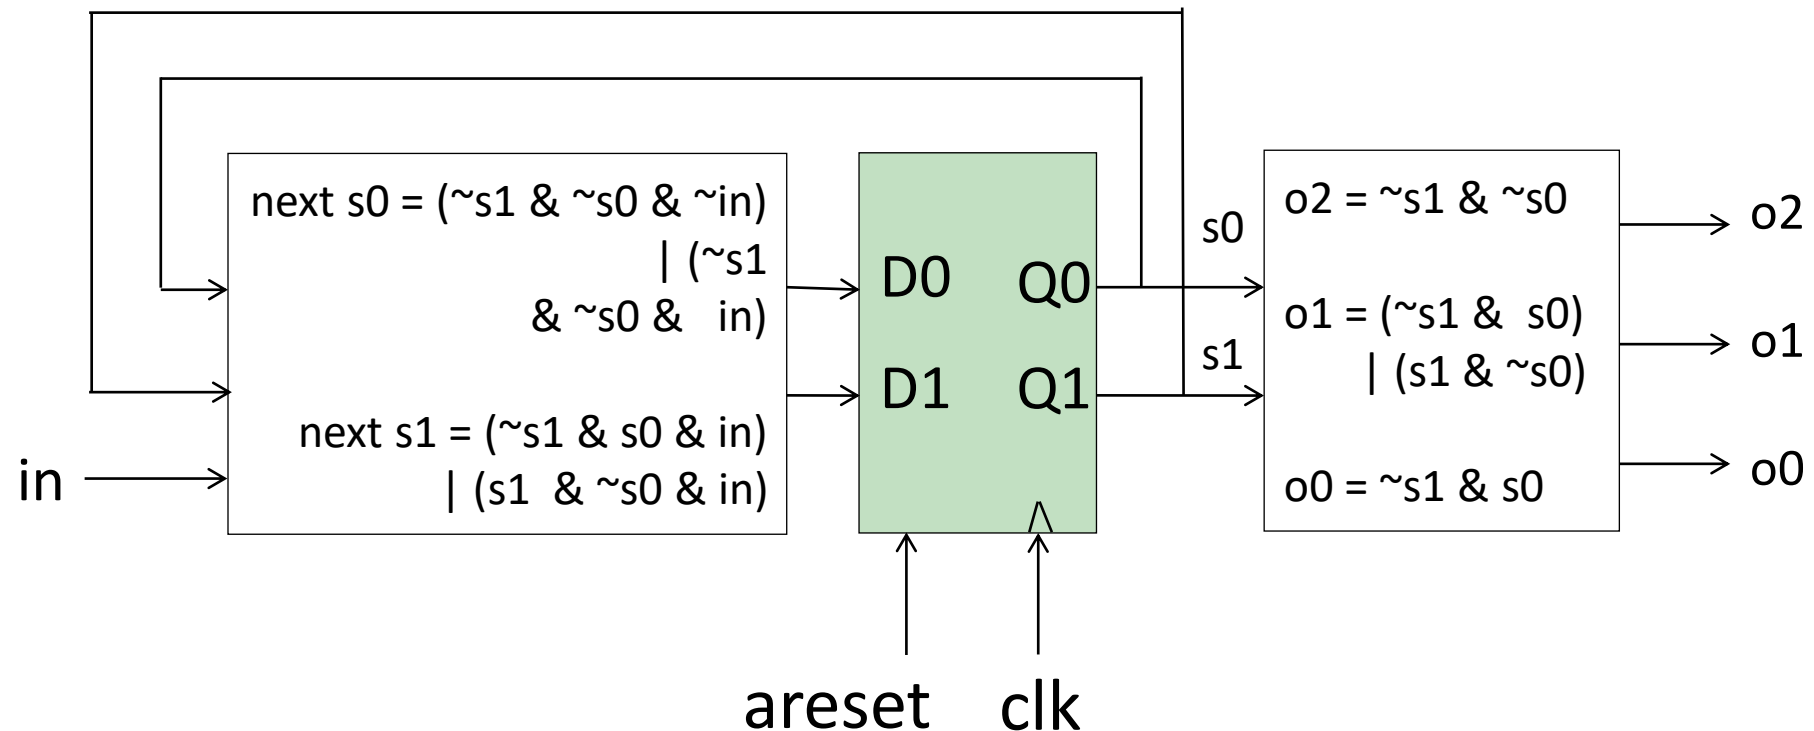 next s0 = (~s1 & ~s0 & ~in)
| (~s1
& ~s0 & in)
next s1 = (~s1 & s0 & in)
| (s1 & ~s0 & in)
in
D0 Q0
D1 Q1
areset clk
s0
s1
o2 = ~s1 & ~s0
o1 = (~s1 & s0)
| (s1 & ~s0)
o0 = ~s1 & s0
o2
o1
o0